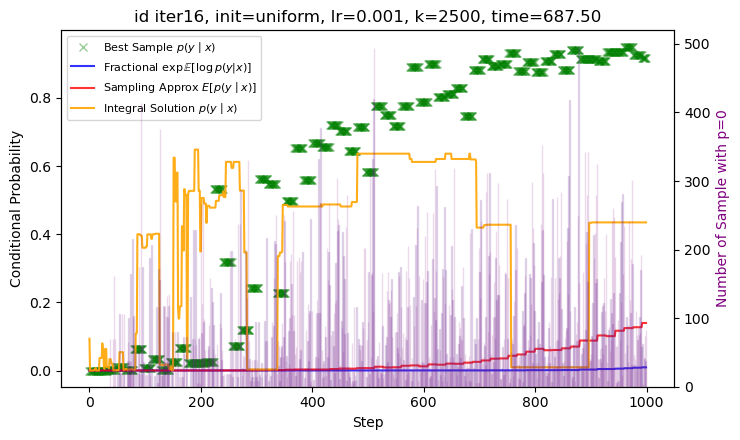 id iter16, init=uniform, lr=0.001, k=2500, time=687.50
Best Sample p(y | x)
Fractional exp 𝔼[log p(y|x)]
Sampling Approx E[p(y | x)]
Integral Solution p(y | x)
Conditional Probability
0.8
0.6
0.4
0.2
0.0
0
200
400
600
800
1000
Step
500
400
300
200
100
0
Number of Sample with p=0